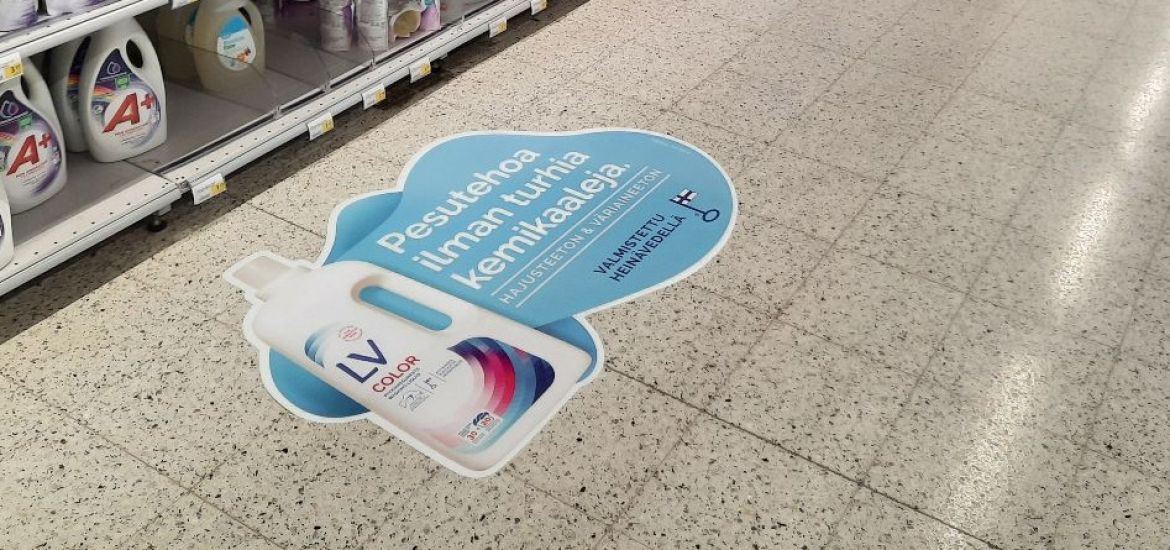 A+
A+
Pesutehoa
ilman turhia
kemikaaleja.
HAJUSTEETON & VÄRIAINEETON
VALMISTETTU
HEINÄVEDELLÄ
LV
COLOR